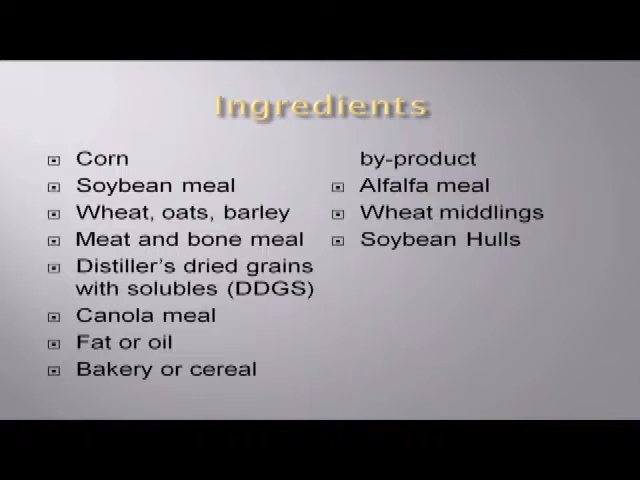 Ingredients
Corn
Soybean meal
Wheat, oats, barley
Meat and bone meal
Distiller's dried grains
with solubles (DDGS)
Canola meal
Fat or oil
Bakery or cereal
by-product
Alfalfa meal
Wheat middlings
Soybean Hulls